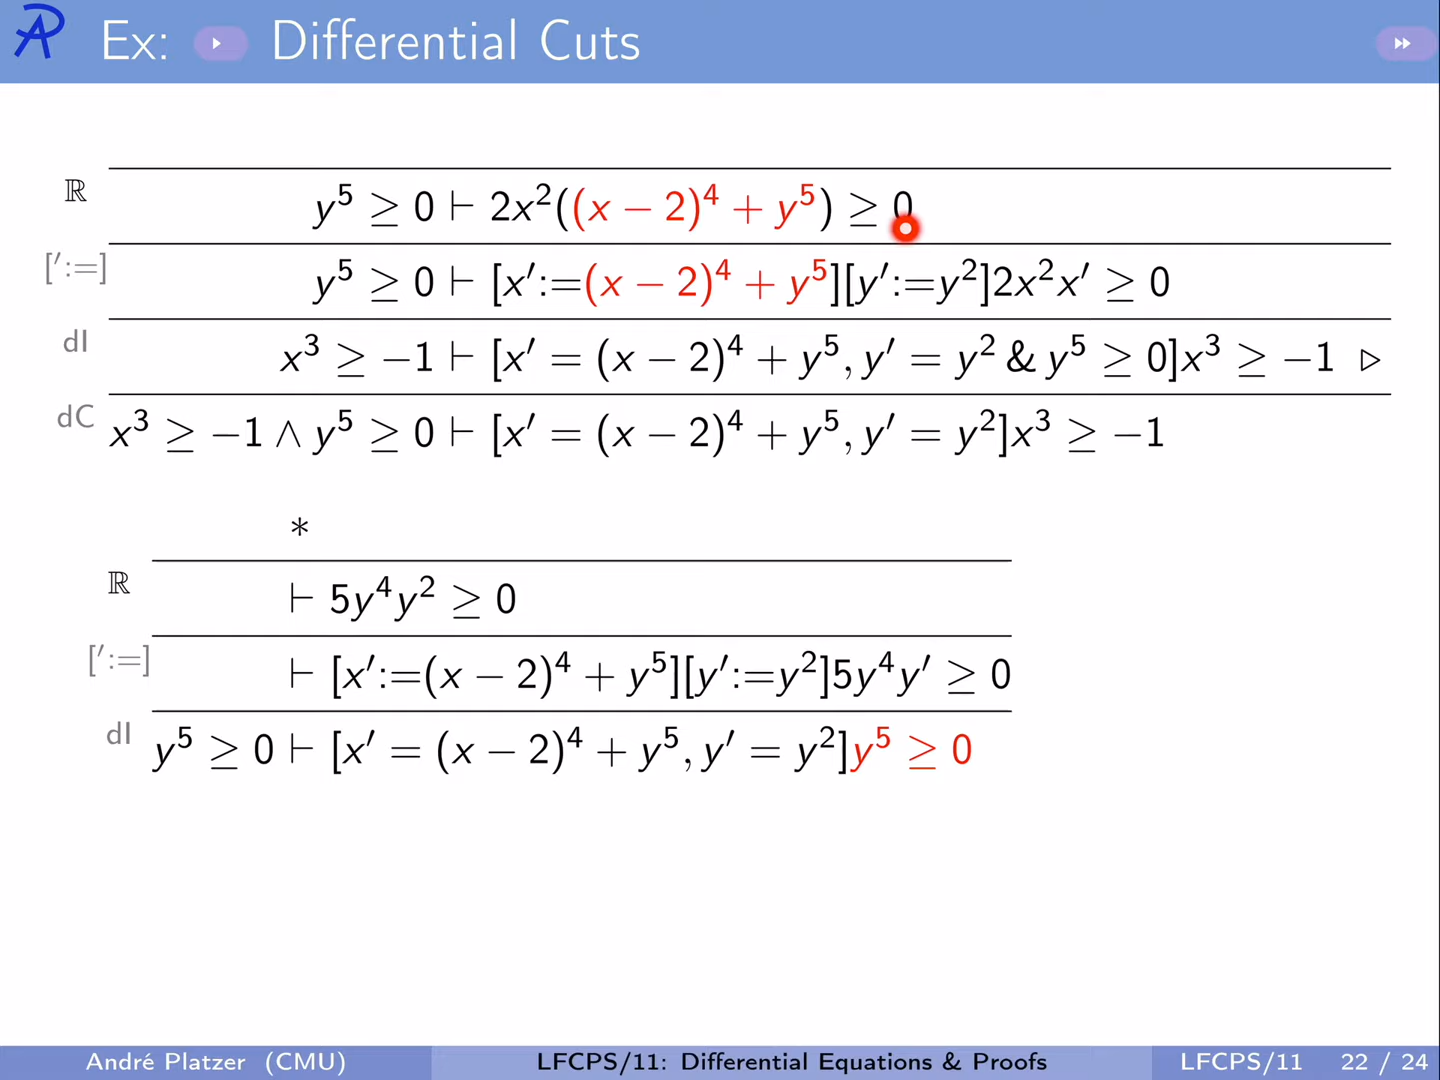 Ex: Differential Cuts
ℝ
y⁵ ≥ 0 ⊢ 2x²((x − 2)⁴ + y⁵) ≥ 0
[′:=]
y⁵ ≥ 0 ⊢ [x′:=(x − 2)⁴ + y⁵][y′:=y²]2x²x′ ≥ 0
dI
x³ ≥ −1 ⊢ [x′ = (x − 2)⁴ + y⁵, y′ = y² & y⁵ ≥ 0]x³ ≥ −1 ▷
dC
x³ ≥ −1 ∧ y⁵ ≥ 0 ⊢ [x′ = (x − 2)⁴ + y⁵, y′ = y²]x³ ≥ −1
*
ℝ
⊢ 5y⁴y² ≥ 0
[′:=]
⊢ [x′:=(x − 2)⁴ + y⁵][y′:=y²]5y⁴y′ ≥ 0
dI
y⁵ ≥ 0 ⊢ [x′ = (x − 2)⁴ + y⁵, y′ = y²]y⁵ ≥ 0
André Platzer (CMU) LFCPS/11: Differential Equations & Proofs LFCPS/11 22 / 24